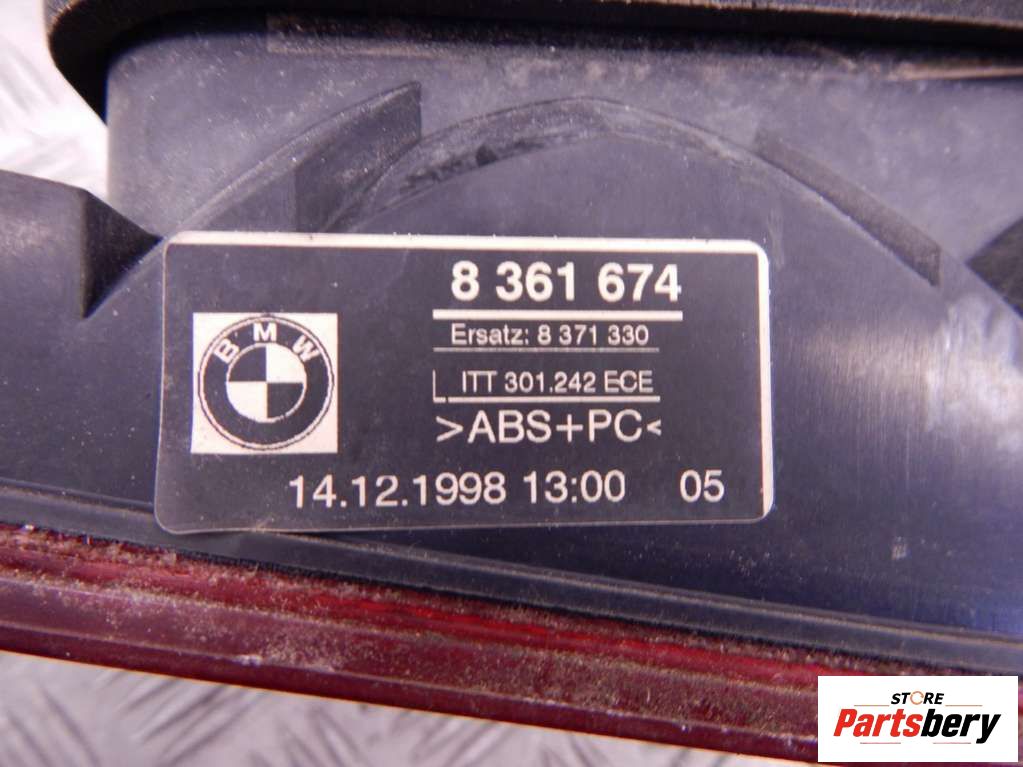 8 361 674
Ersatz: 8 371 330
BMW
ITT 301.242 ECE
>ABS+PC<
14.12.1998 13:00 05
STORE
Partsbery